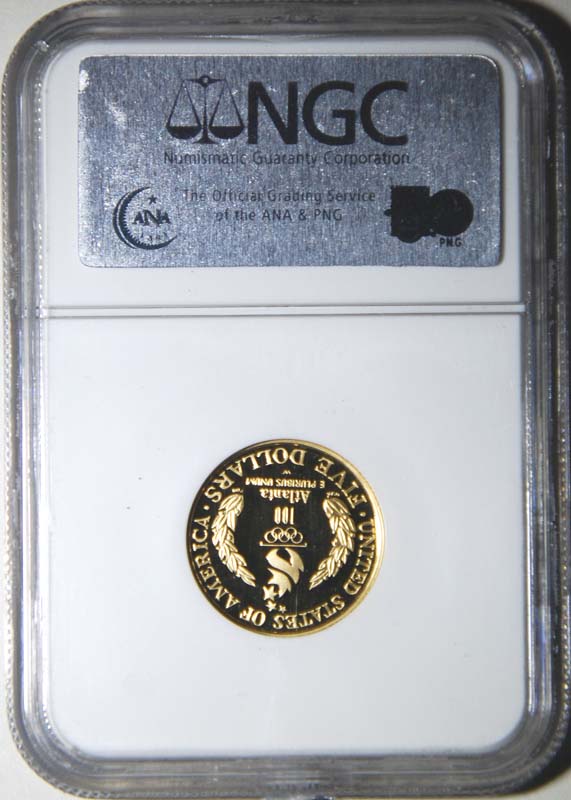 NGC
Numismatic Guaranty Corporation
The Official Grading Service
of the ANA & PNG
ANA
PNG
UNITED STATES OF AMERICA · FIVE DOLLARS ·
100
Atlanta
E PLURIBUS UNUM
W